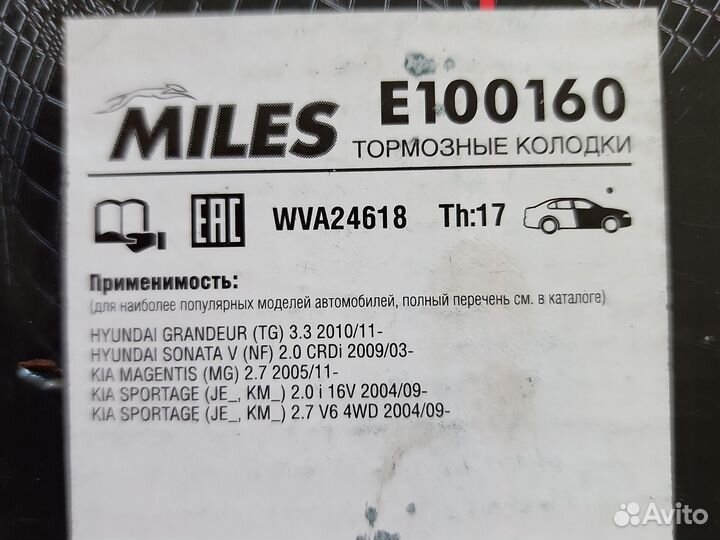 MILES
E100160
ТОРМОЗНЫЕ КОЛОДКИ
EAC WVA24618 Th:17
Применимость:
(для наиболее популярных моделей автомобилей, полный перечень см. в каталоге)
HYUNDAI GRANDEUR (TG) 3.3 2010/11-
HYUNDAI SONATA V (NF) 2.0 CRDi 2009/03-
KIA MAGENTIS (MG) 2.7 2005/11-
KIA SPORTAGE (JE_, KM_) 2.0 i 16V 2004/09-
KIA SPORTAGE (JE_, KM_) 2.7 V6 4WD 2004/09-
Avito